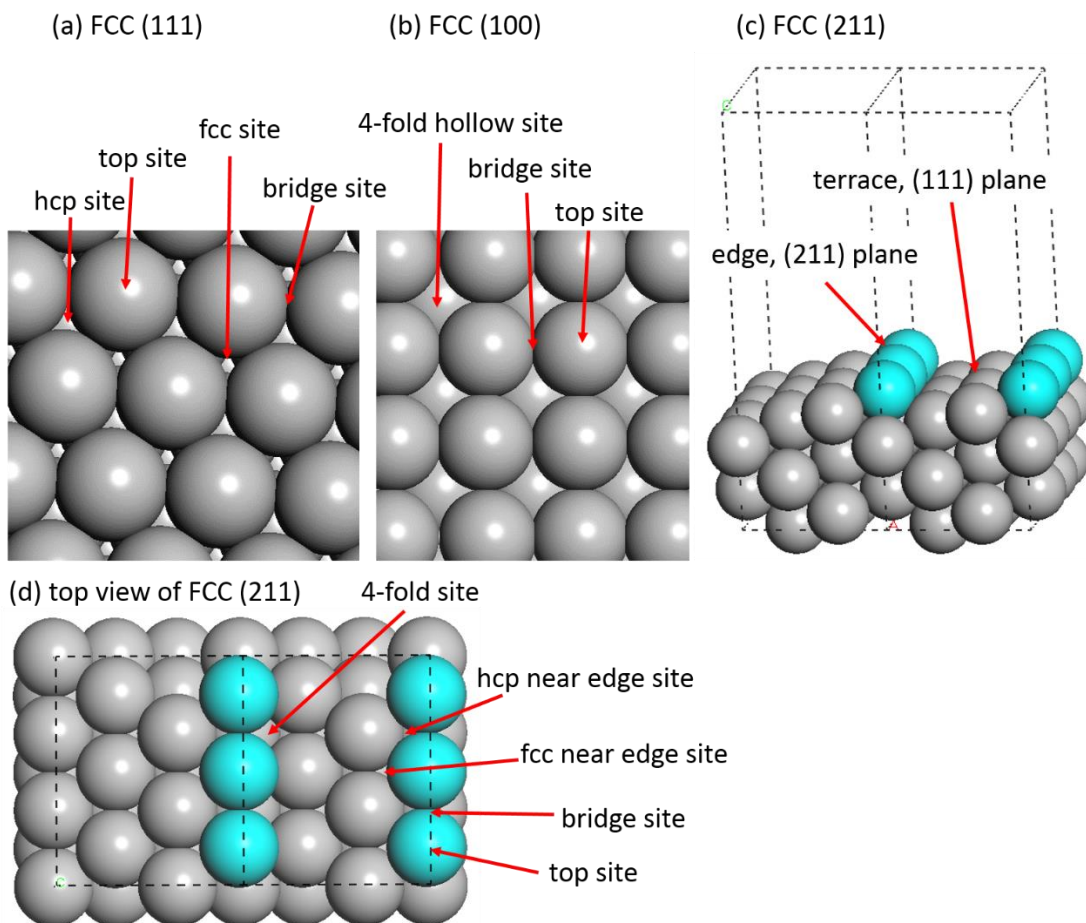 (a) FCC (111)
(b) FCC (100)
(c) FCC (211)
fcc site
top site
hcp site
bridge site
4-fold hollow site
bridge site
top site
terrace, (111) plane
edge, (211) plane
(d) top view of FCC (211)
4-fold site
hcp near edge site
fcc near edge site
bridge site
top site